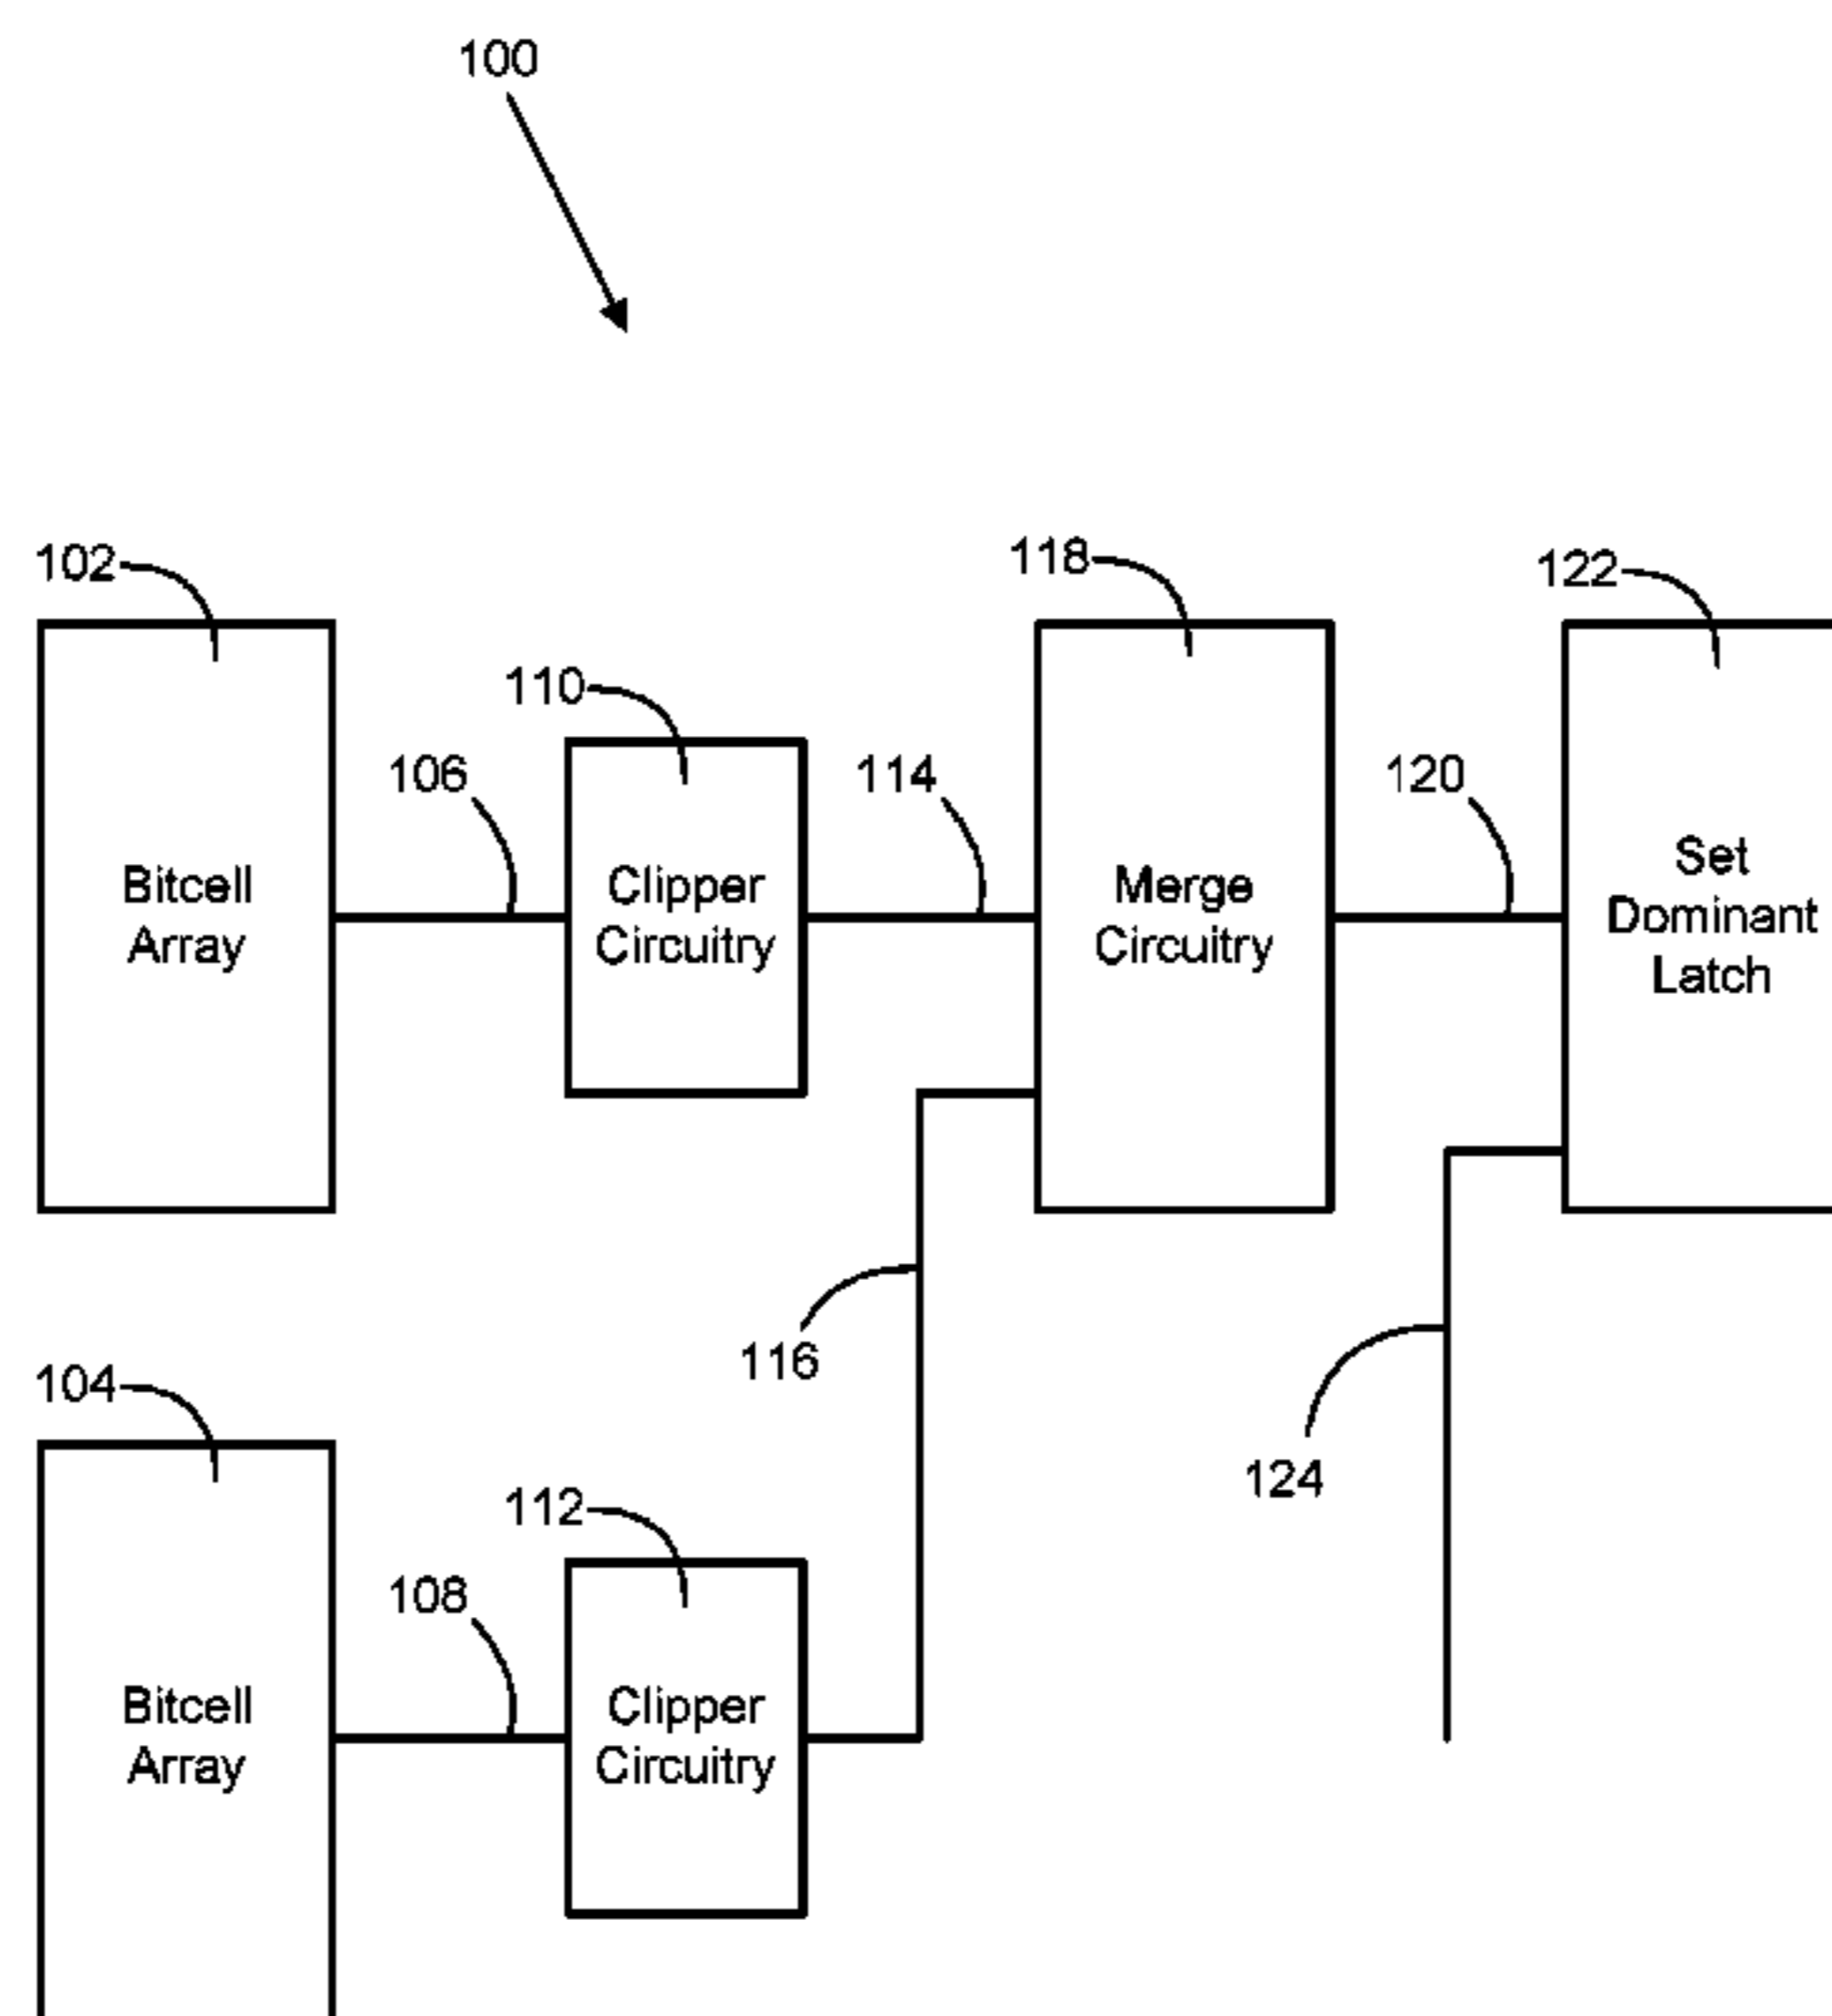 100
102
118
122
110
106
114
120
Bitcell
Array
Clipper
Circuitry
Merge
Circuitry
Set
Dominant
Latch
116
104
124
112
108
Bitcell
Array
Clipper
Circuitry